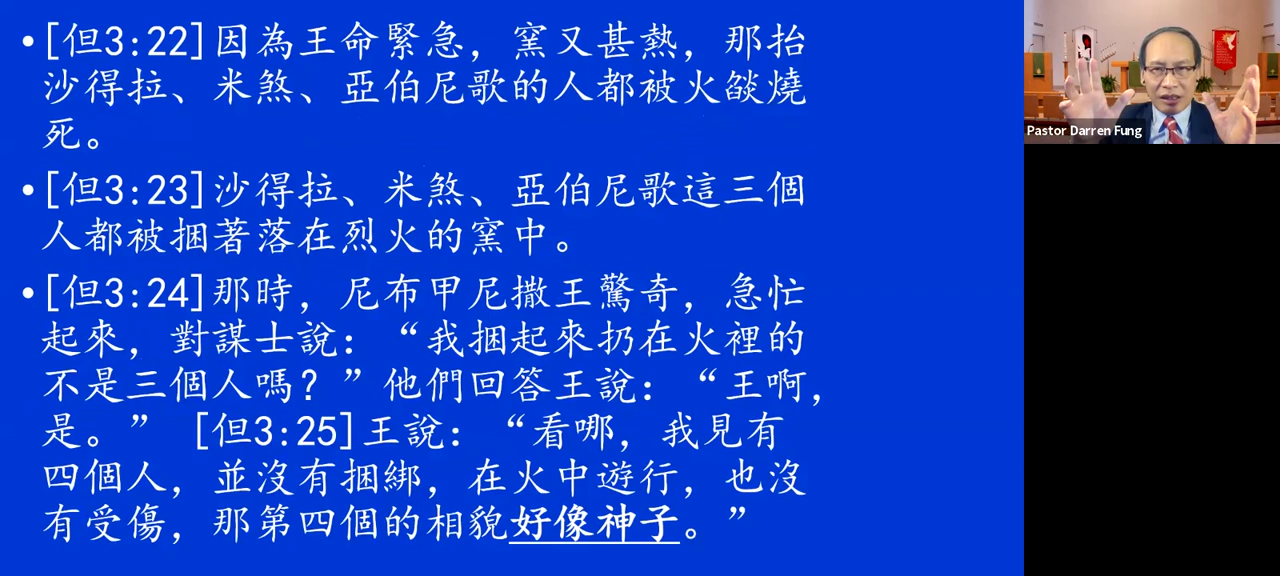 • [但3:22]因為王命緊急，窯又甚熱，那抬
沙得拉、米煞、亞伯尼歌的人都被火燄燒
死。
• [但3:23]沙得拉、米煞、亞伯尼歌這三個
人都被捆著落在烈火的窯中。
• [但3:24]那時，尼布甲尼撒王驚奇，急忙
起來，對謀士說：“我捆起來扔在火裡的
不是三個人嗎？”他們回答王說：“王啊，
是。” [但3:25]王說：“看哪，我見有
四個人，並沒有捆綁，在火中遊行，也沒
有受傷，那第四個的相貌好像神子。”
Pastor Darren Fung